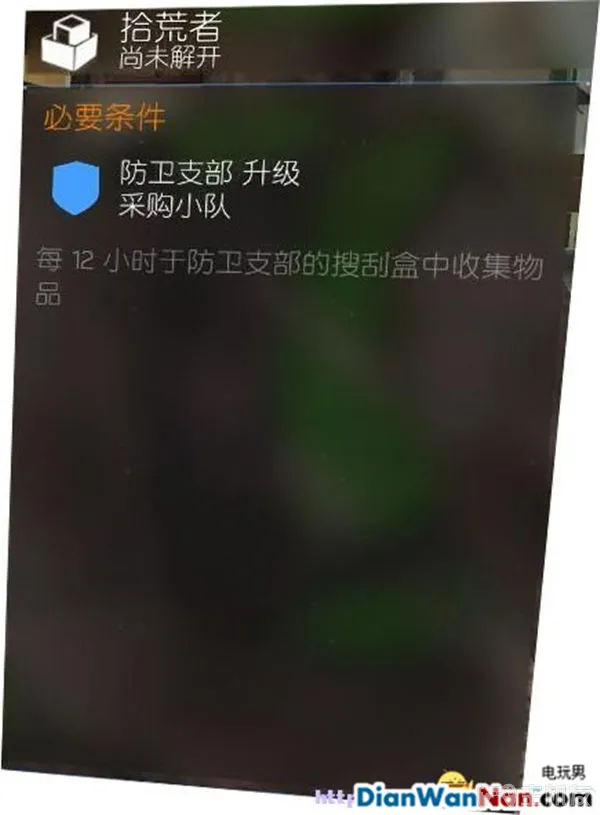 拾荒者
尚未解开
必要条件
防卫支部 升级
采购小队
每 12 小时于防卫支部的搜刮盒中收集物
品
电玩男
DianWanNan.com